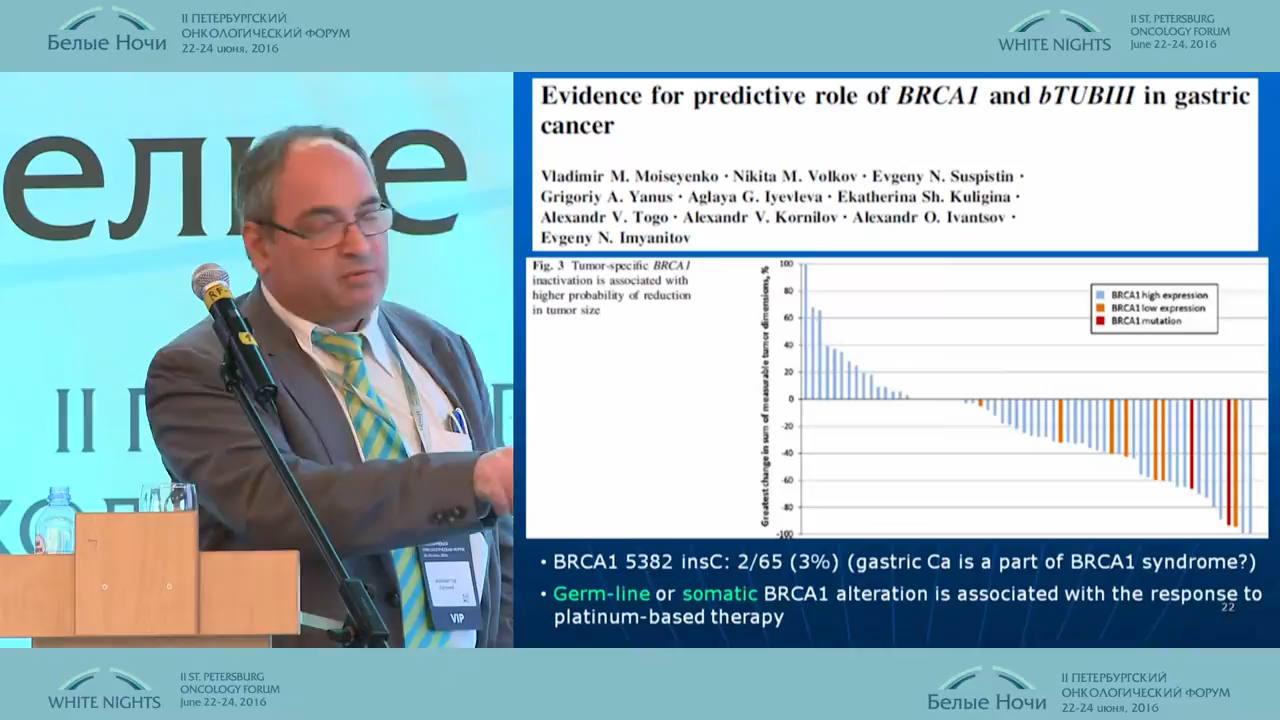 II ПЕТЕРБУРГСКИЙ
ОНКОЛОГИЧЕСКИЙ ФОРУМ
22-24 июня, 2016
Белые Ночи
II ST. PETERSBURG
ONCOLOGY FORUM
June 22-24, 2016
WHITE NIGHTS
елые
II П
Evidence for predictive role of BRCA1 and bTUBIII in gastric
cancer
Vladimir M. Moiseyenko · Nikita M. Volkov · Evgeny N. Suspistin ·
Grigoriy A. Yanus · Aglaya G. Iyevleva · Ekatherina Sh. Kuligina ·
Alexandr V. Togo · Alexandr V. Kornilov · Alexandr O. Ivantsov ·
Evgeny N. Imyanitov
Fig. 3 Tumor-specific BRCA1
inactivation is associated with
higher probability of reduction
in tumor size
Greatest change in sum of measurable tumor dimensions, %
100
80
60
40
20
0
-20
-40
-60
-80
-100
BRCA1 high expression
BRCA1 low expression
BRCA1 mutation
• BRCA1 5382 insC: 2/65 (3%) (gastric Ca is a part of BRCA1 syndrome?)
• Germ-line or somatic BRCA1 alteration is associated with the response to
platinum-based therapy
22
VIP
WHITE NIGHTS
II ST. PETERSBURG
ONCOLOGY FORUM
June 22-24, 2016
Белые Ночи
II ПЕТЕРБУРГСКИЙ
ОНКОЛОГИЧЕСКИЙ ФОРУМ
22-24 июня, 2016